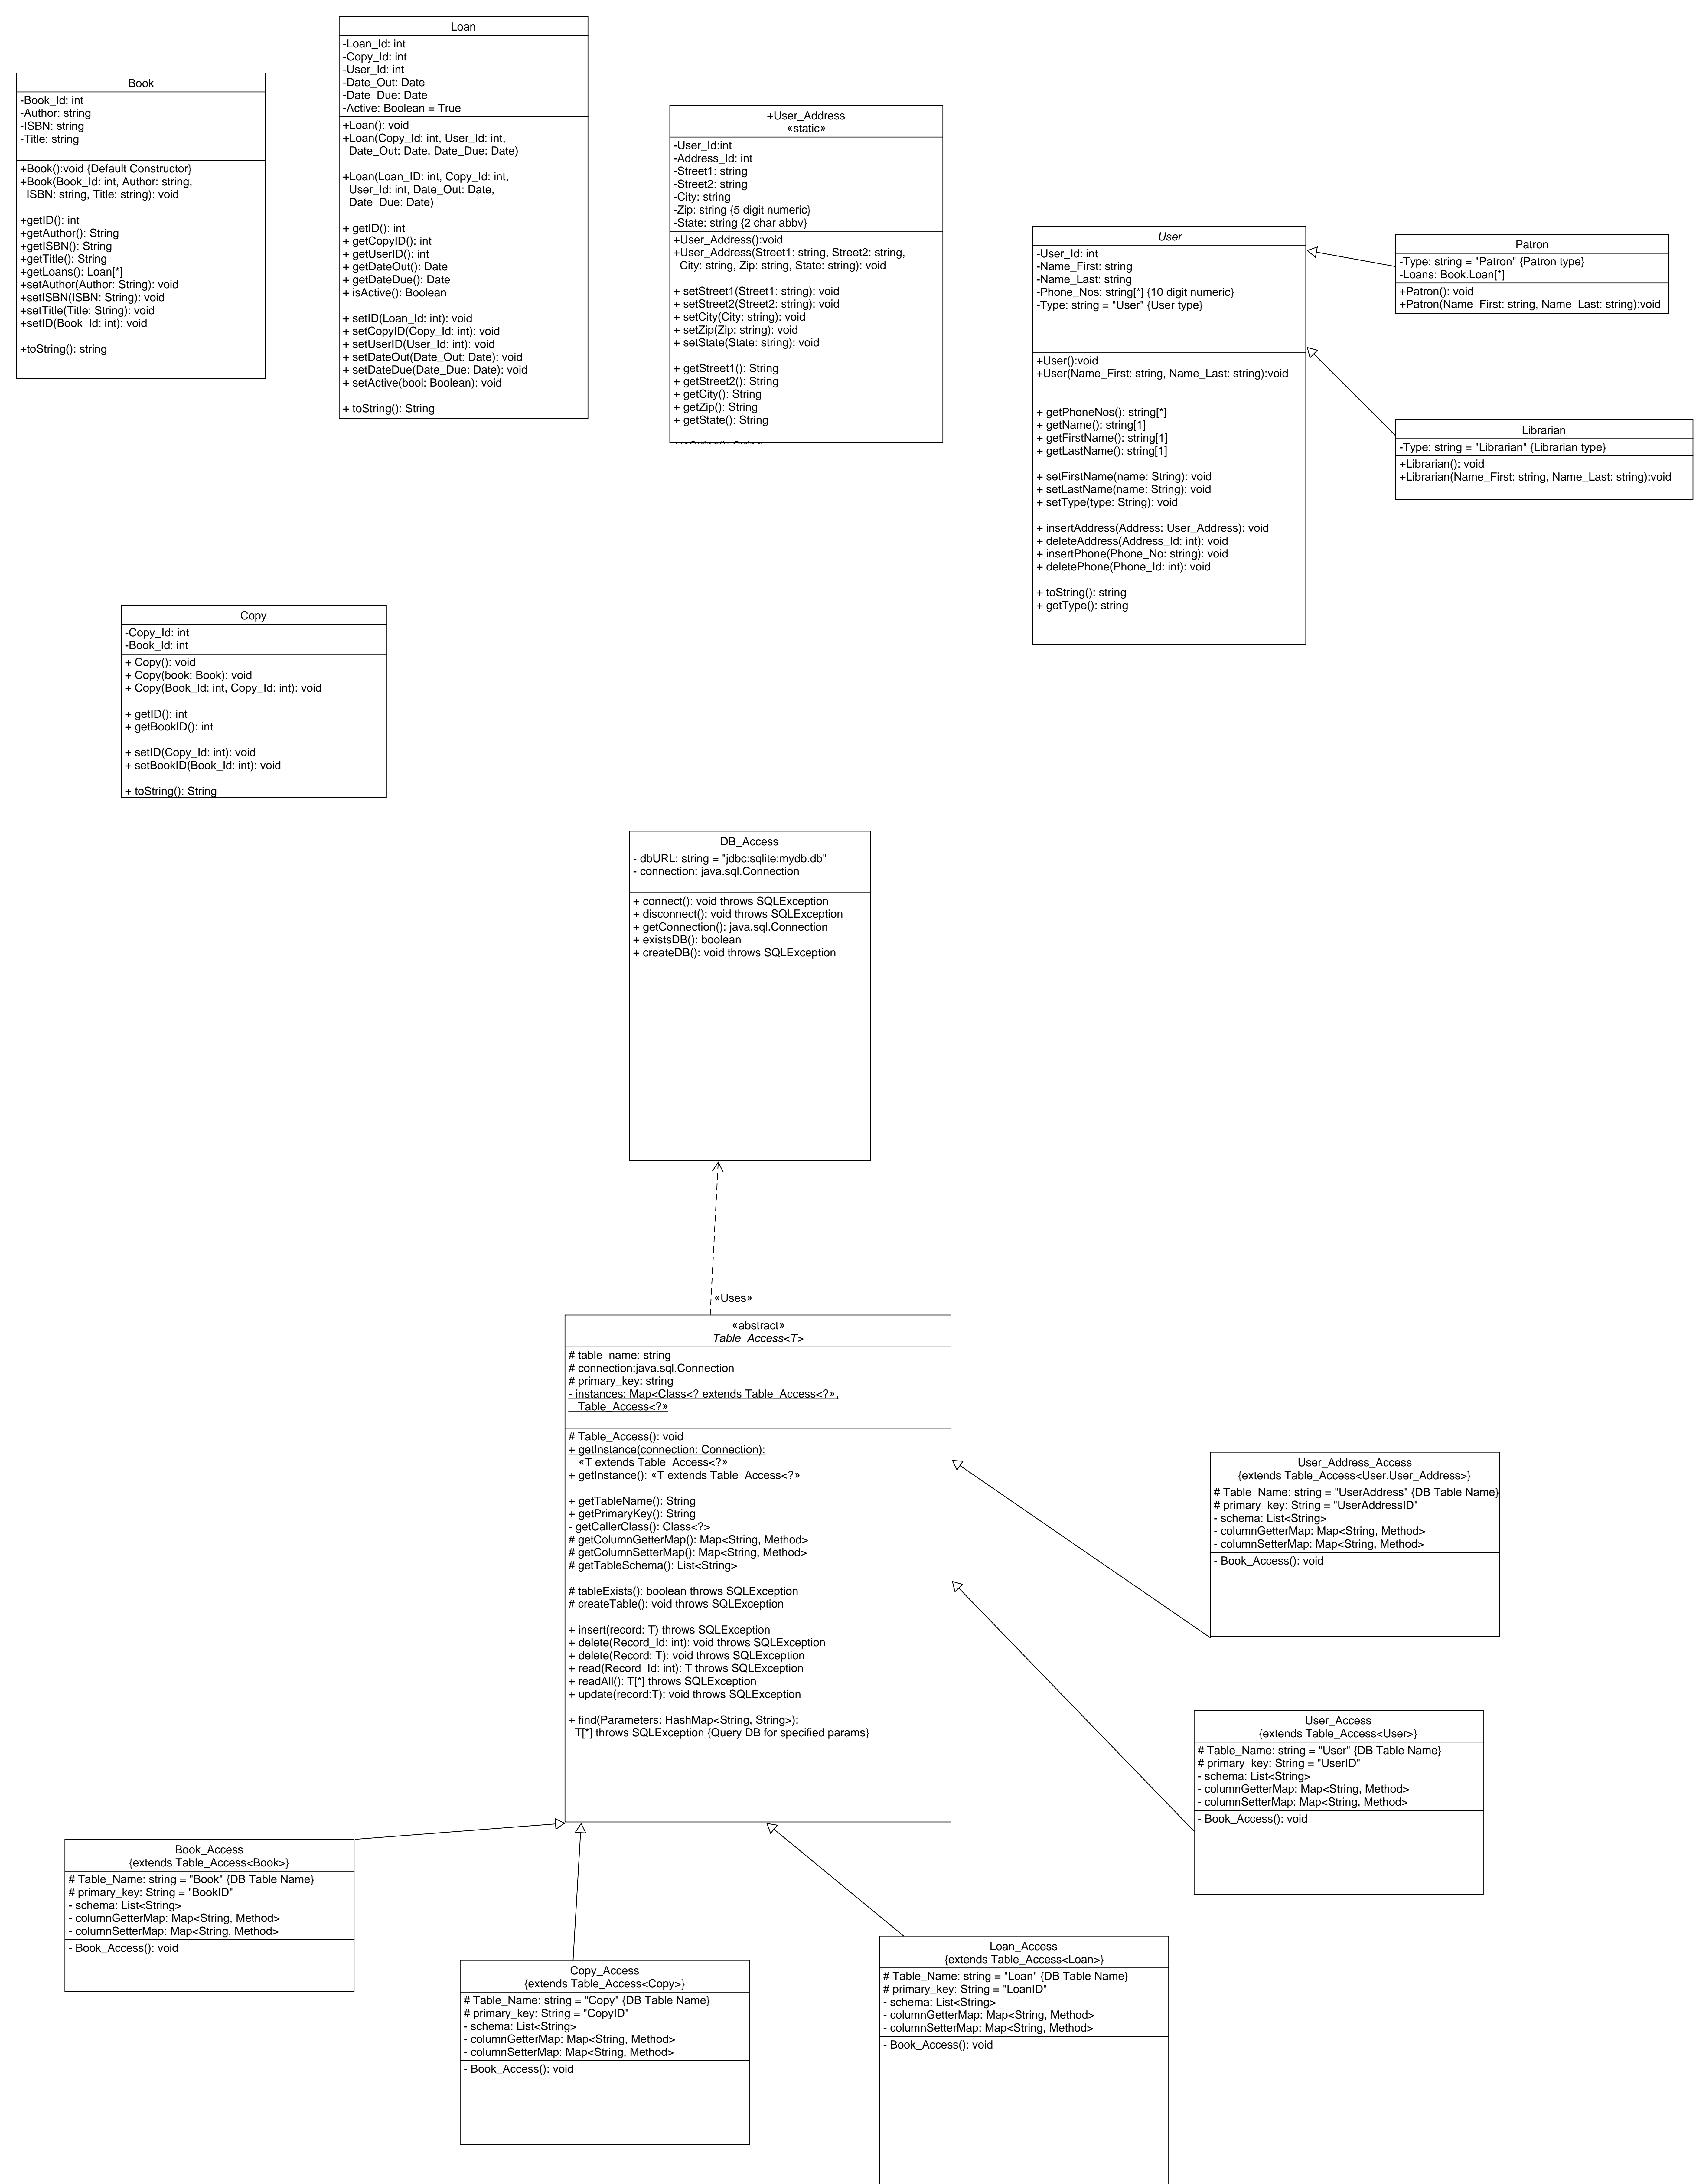 Loan
-Loan_Id: int
-Copy_Id: int
-User_Id: int
-Date_Out: Date
-Date_Due: Date
-Active: Boolean = True
+Loan(): void
+Loan(Copy_Id: int, User_Id: int,
Date_Out: Date, Date_Due: Date)
+Loan(Loan_ID: int, Copy_Id: int,
User_Id: int, Date_Out: Date,
Date_Due: Date)
+ getID(): int
+ getCopyID(): int
+ getUserID(): int
+ getDateOut(): Date
+ getDateDue(): Date
+ isActive(): Boolean
+ setID(Loan_Id: int): void
+ setCopyID(Copy_Id: int): void
+ setUserID(User_Id: int): void
+ setDateOut(Date_Out: Date): void
+ setDateDue(Date_Due: Date): void
+ setActive(bool: Boolean): void
+ toString(): String
Book
-Book_Id: int
-Author: string
-ISBN: string
-Title: string
+Book():void {Default Constructor}
+Book(Book_Id: int, Author: string,
ISBN: string, Title: string): void
+getID(): int
+getAuthor(): String
+getISBN(): String
+getTitle(): String
+getLoans(): Loan[*]
+setAuthor(Author: String): void
+setISBN(ISBN: String): void
+setTitle(Title: String): void
+setID(Book_Id: int): void
+toString(): string
+User_Address
«static»
-User_Id:int
-Address_Id: int
-Street1: string
-Street2: string
-City: string
-Zip: string {5 digit numeric}
-State: string {2 char abbv}
+User_Address():void
+User_Address(Street1: string, Street2: string,
City: string, Zip: string, State: string): void
+ setStreet1(Street1: string): void
+ setStreet2(Street2: string): void
+ setCity(City: string): void
+ setZip(Zip: string): void
+ setState(State: string): void
+ getStreet1(): String
+ getStreet2(): String
+ getCity(): String
+ getZip(): String
+ getState(): String
User
-User_Id: int
-Name_First: string
-Name_Last: string
-Phone_Nos: string[*] {10 digit numeric}
-Type: string = "User" {User type}
+User():void
+User(Name_First: string, Name_Last: string):void
+ getPhoneNos(): string[*]
+ getName(): string[1]
+ getFirstName(): string[1]
+ getLastName(): string[1]
+ setFirstName(name: String): void
+ setLastName(name: String): void
+ setType(type: String): void
+ insertAddress(Address: User_Address): void
+ deleteAddress(Address_Id: int): void
+ insertPhone(Phone_No: string): void
+ deletePhone(Phone_Id: int): void
+ toString(): string
+ getType(): string
Patron
-Type: string = "Patron" {Patron type}
-Loans: Book.Loan[*]
+Patron(): void
+Patron(Name_First: string, Name_Last: string):void
Librarian
-Type: string = "Librarian" {Librarian type}
+Librarian(): void
+Librarian(Name_First: string, Name_Last: string):void
Copy
-Copy_Id: int
-Book_Id: int
+ Copy(): void
+ Copy(book: Book): void
+ Copy(Book_Id: int, Copy_Id: int): void
+ getID(): int
+ getBookID(): int
+ setID(Copy_Id: int): void
+ setBookID(Book_Id: int): void
+ toString(): String
DB_Access
- dbURL: string = "jdbc:sqlite:mydb.db"
- connection: java.sql.Connection
+ connect(): void throws SQLException
+ disconnect(): void throws SQLException
+ getConnection(): java.sql.Connection
+ existsDB(): boolean
+ createDB(): void throws SQLException
«Uses»
«abstract»
Table_Access<T>
# table_name: string
# connection:java.sql.Connection
# primary_key: string
- instances: Map<Class<? extends Table_Access<?»,
Table_Access<?»
# Table_Access(): void
+ getInstance(connection: Connection):
«T extends Table_Access<?»
+ getInstance(): «T extends Table_Access<?»
+ getTableName(): String
+ getPrimaryKey(): String
- getCallerClass(): Class<?>
# getColumnGetterMap(): Map<String, Method>
# getColumnSetterMap(): Map<String, Method>
# getTableSchema(): List<String>
# tableExists(): boolean throws SQLException
# createTable(): void throws SQLException
+ insert(record: T) throws SQLException
+ delete(Record_Id: int): void throws SQLException
+ delete(Record: T): void throws SQLException
+ read(Record_Id: int): T throws SQLException
+ readAll(): T[*] throws SQLException
+ update(record:T): void throws SQLException
+ find(Parameters: HashMap<String, String>):
T[*] throws SQLException {Query DB for specified params}
User_Address_Access
{extends Table_Access<User.User_Address>}
# Table_Name: string = "UserAddress" {DB Table Name}
# primary_key: String = "UserAddressID"
- schema: List<String>
- columnGetterMap: Map<String, Method>
- columnSetterMap: Map<String, Method>
- Book_Access(): void
User_Access
{extends Table_Access<User>}
# Table_Name: string = "User" {DB Table Name}
# primary_key: String = "UserID"
- schema: List<String>
- columnGetterMap: Map<String, Method>
- columnSetterMap: Map<String, Method>
- Book_Access(): void
Book_Access
{extends Table_Access<Book>}
# Table_Name: string = "Book" {DB Table Name}
# primary_key: String = "BookID"
- schema: List<String>
- columnGetterMap: Map<String, Method>
- columnSetterMap: Map<String, Method>
- Book_Access(): void
Copy_Access
{extends Table_Access<Copy>}
# Table_Name: string = "Copy" {DB Table Name}
# primary_key: String = "CopyID"
- schema: List<String>
- columnGetterMap: Map<String, Method>
- columnSetterMap: Map<String, Method>
- Book_Access(): void
Loan_Access
{extends Table_Access<Loan>}
# Table_Name: string = "Loan" {DB Table Name}
# primary_key: String = "LoanID"
- schema: List<String>
- columnGetterMap: Map<String, Method>
- columnSetterMap: Map<String, Method>
- Book_Access(): void